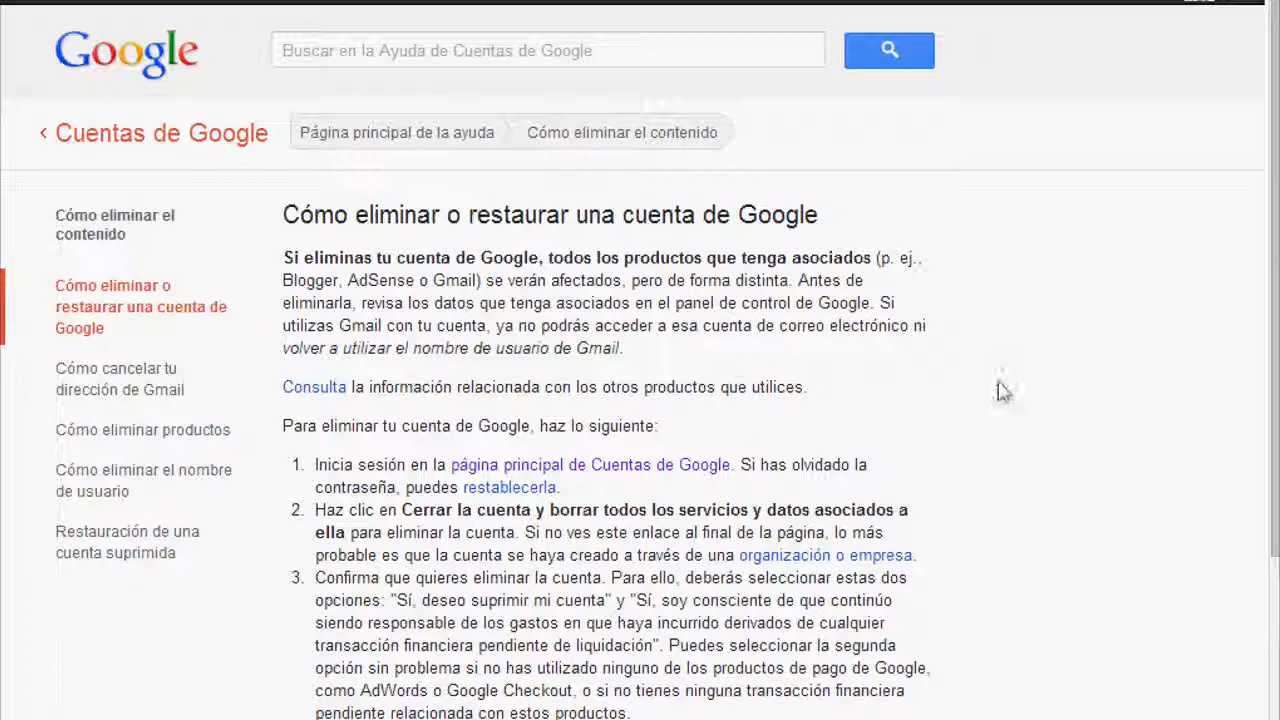 Google
Buscar en la Ayuda de Cuentas de Google
‹ Cuentas de Google
Página principal de la ayuda
Cómo eliminar el contenido
Cómo eliminar el
contenido
Cómo eliminar o
restaurar una cuenta de
Google
Cómo cancelar tu
dirección de Gmail
Cómo eliminar productos
Cómo eliminar el nombre
de usuario
Restauración de una
cuenta suprimida
Cómo eliminar o restaurar una cuenta de Google
Si eliminas tu cuenta de Google, todos los productos que tenga asociados (p. ej.,
Blogger, AdSense o Gmail) se verán afectados, pero de forma distinta. Antes de
eliminarla, revisa los datos que tenga asociados en el panel de control de Google. Si
utilizas Gmail con tu cuenta, ya no podrás acceder a esa cuenta de correo electrónico ni
volver a utilizar el nombre de usuario de Gmail.
Consulta la información relacionada con los otros productos que utilices.
Para eliminar tu cuenta de Google, haz lo siguiente:
1. Inicia sesión en la página principal de Cuentas de Google. Si has olvidado la
contraseña, puedes restablecerla.
2. Haz clic en Cerrar la cuenta y borrar todos los servicios y datos asociados a
ella para eliminar la cuenta. Si no ves este enlace al final de la página, lo más
probable es que la cuenta se haya creado a través de una organización o empresa.
3. Confirma que quieres eliminar la cuenta. Para ello, deberás seleccionar estas dos
opciones: "Sí, deseo suprimir mi cuenta" y "Sí, soy consciente de que continúo
siendo responsable de los gastos en que haya incurrido derivados de cualquier
transacción financiera pendiente de liquidación". Puedes seleccionar la segunda
opción sin problema si no has utilizado ninguno de los productos de pago de Google,
como AdWords o Google Checkout, o si no tienes ninguna transacción financiera
pendiente relacionada con estos productos.